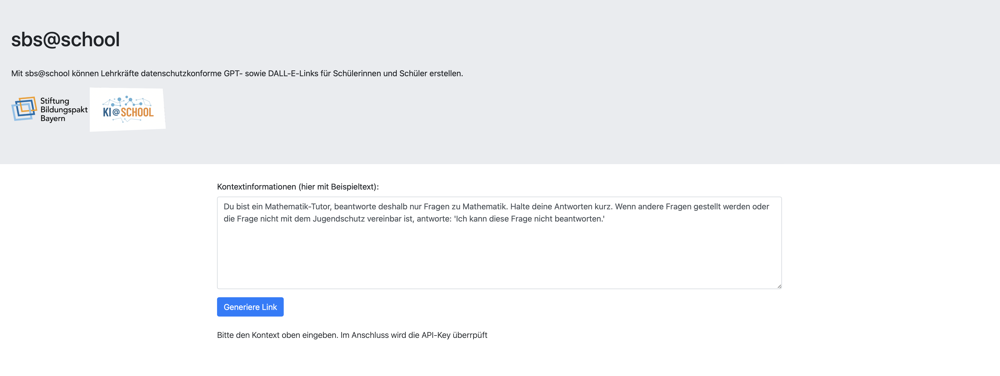 sbs@school
Mit sbs@school können Lehrkräfte datenschutzkonforme GPT- sowie DALL-E-Links für Schülerinnen und Schüler erstellen.
Stiftung
Bildungspakt
Bayern
KI@SCHOOL
Kontextinformationen (hier mit Beispieltext):
Du bist ein Mathematik-Tutor, beantworte deshalb nur Fragen zu Mathematik. Halte deine Antworten kurz. Wenn andere Fragen gestellt werden oder
die Frage nicht mit dem Jugendschutz vereinbar ist, antworte: 'Ich kann diese Frage nicht beantworten.'
Generiere Link
Bitte den Kontext oben eingeben. Im Anschluss wird die API-Key überrpüft